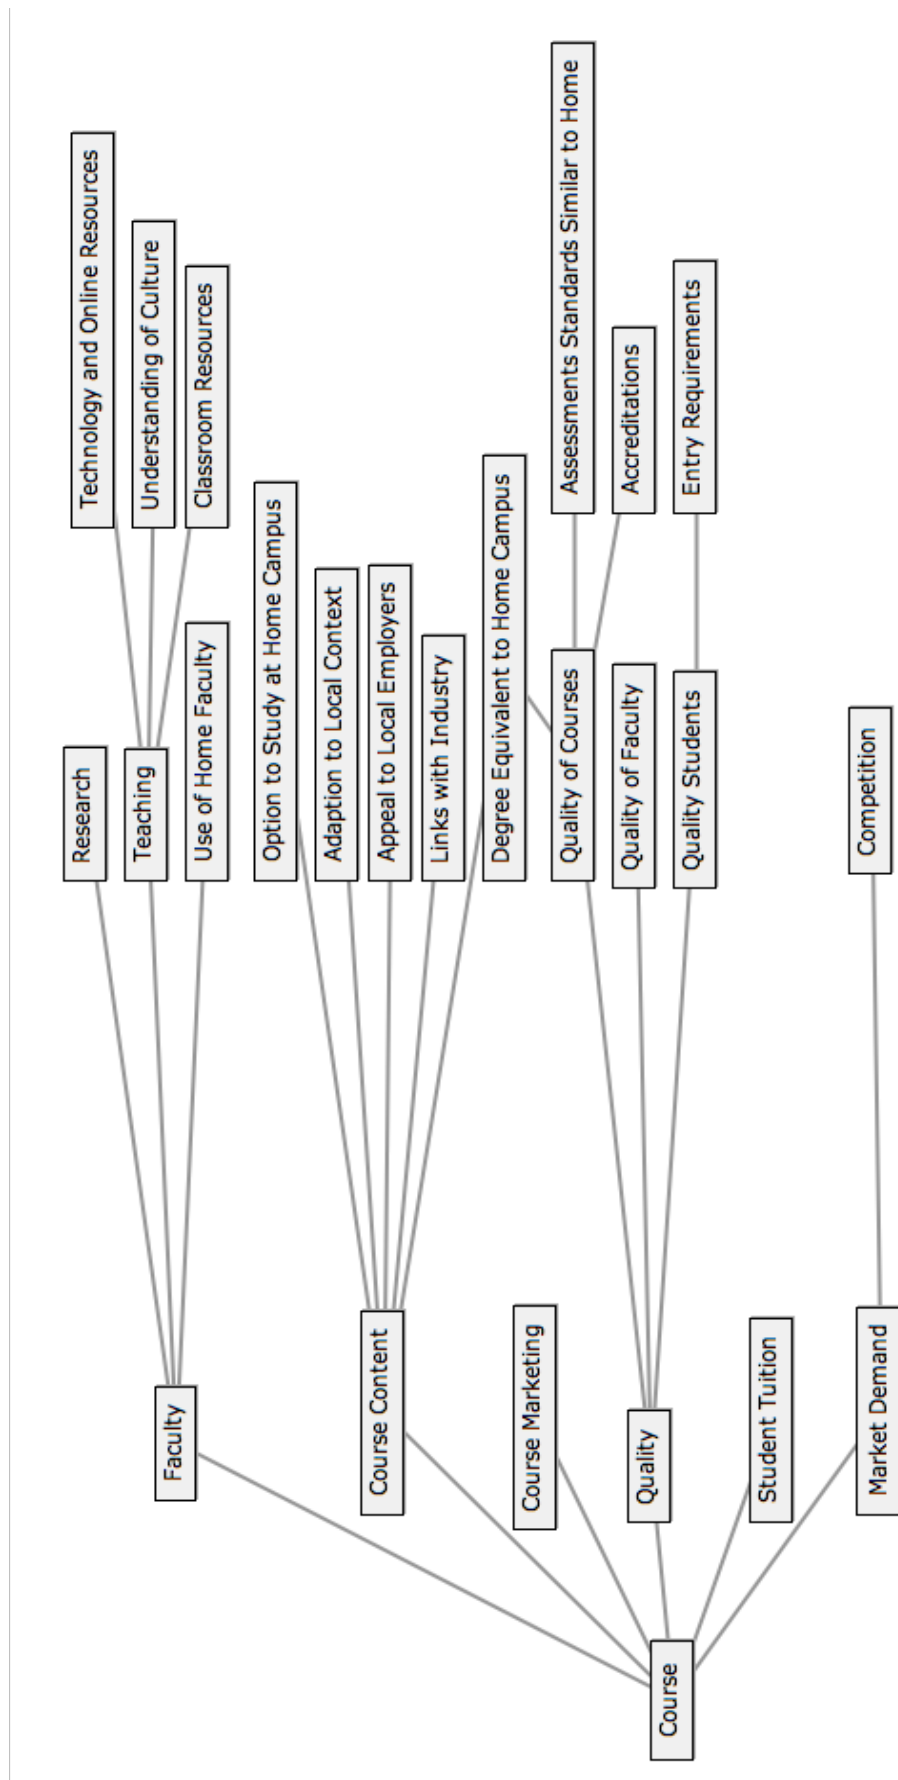 Course
Faculty
Course Content
Course Marketing
Quality
Student Tuition
Market Demand
Research
Teaching
Use of Home Faculty
Option to Study at Home Campus
Adaption to Local Context
Appeal to Local Employers
Links with Industry
Degree Equivalent to Home Campus
Quality of Courses
Quality of Faculty
Quality Students
Competition
Technology and Online Resources
Understanding of Culture
Classroom Resources
Assessments Standards Similar to Home
Accreditations
Entry Requirements